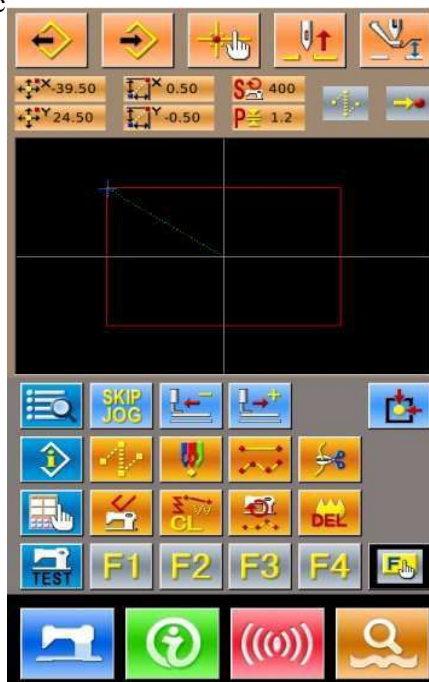 X -39.50 X 0.50 S 400
Y 24.50 Y -0.50 P 1.2
SKIP
JOG
CL DEL
TEST F1 F2 F3 F4 F